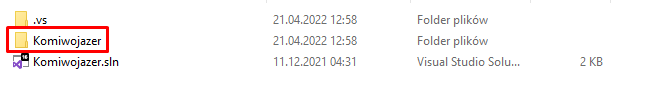 .vs 21.04.2022 12:58 Folder plików
Komiwojazer 21.04.2022 12:58 Folder plików
Komiwojazer.sln 11.12.2021 04:31 Visual Studio Solu... 2 KB